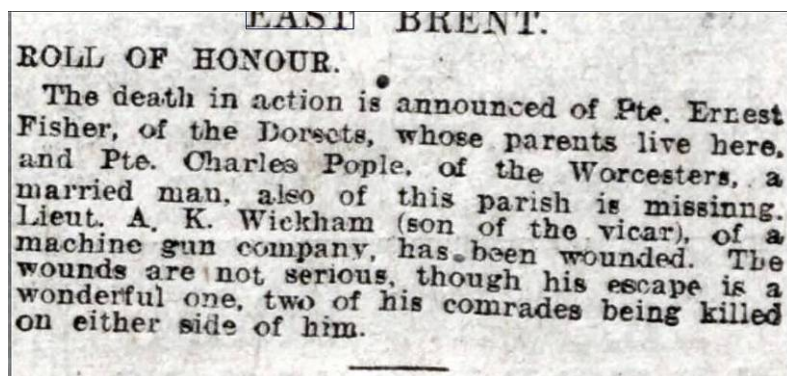 EAST BRENT.
ROLL OF HONOUR.
The death in action is announced of Pte. Ernest
Fisher, of the Dorsets, whose parents live here,
and Pte. Charles Pople, of the Worcesters, a
married man, also of this parish is missinng.
Lieut. A. K. Wickham (son of the vicar), of a
machine gun company, has been wounded. The
wounds are not serious, though his escape is a
wonderful one, two of his comrades being killed
on either side of him.